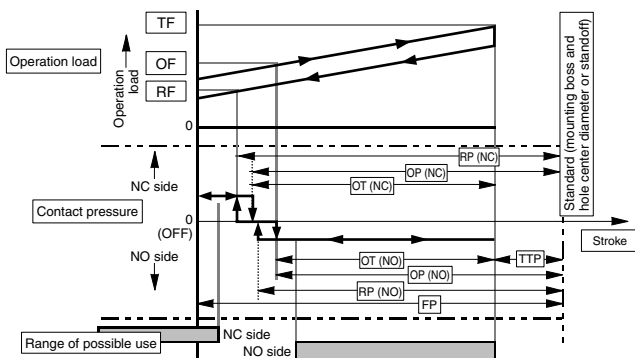 TF
OF
RF
0
Operation load
Operation
load
Standard (mounting boss and
hole center diameter or standoff)
RP (NC)
OP (NC)
OT (NC)
NC side
Contact pressure
0
(OFF)
Stroke
NO side
OT (NO)
TTP
OP (NO)
RP (NO)
FP
Range of possible use
NC side
NO side